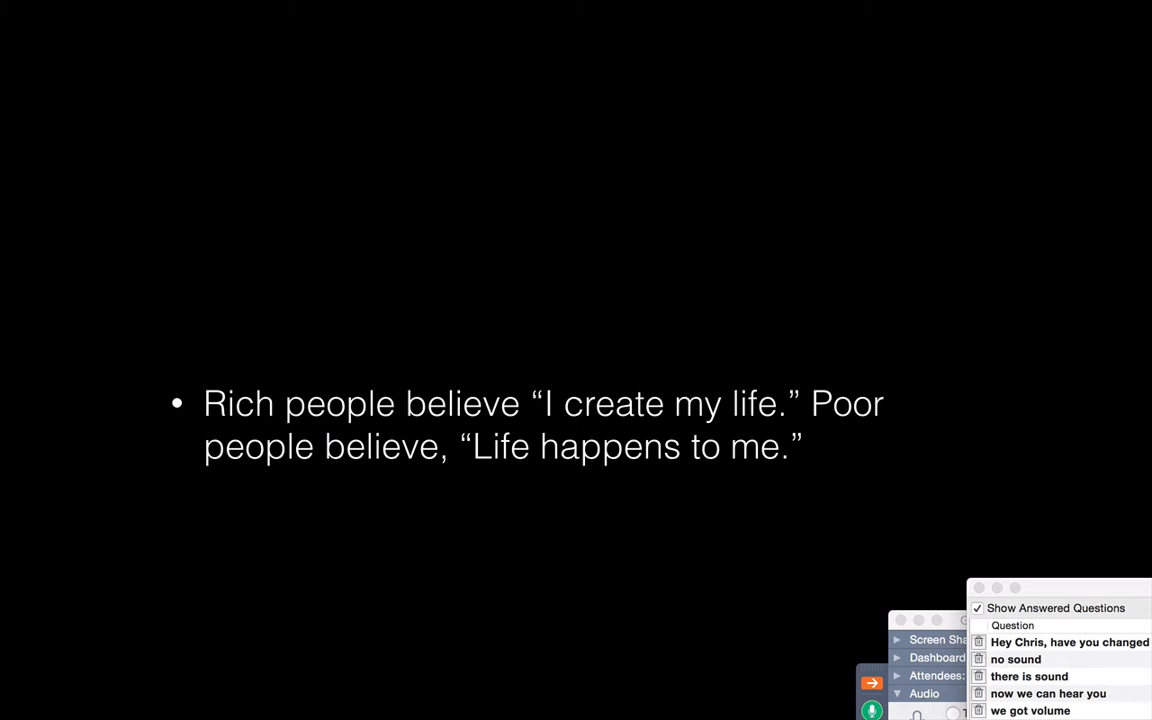 • Rich people believe “I create my life.” Poor
people believe, “Life happens to me.”
Show Answered Questions
Question
Screen Sha
Hey Chris, have you changed
Dashboard
no sound
Attendees:
there is sound
Audio
now we can hear you
we got volume